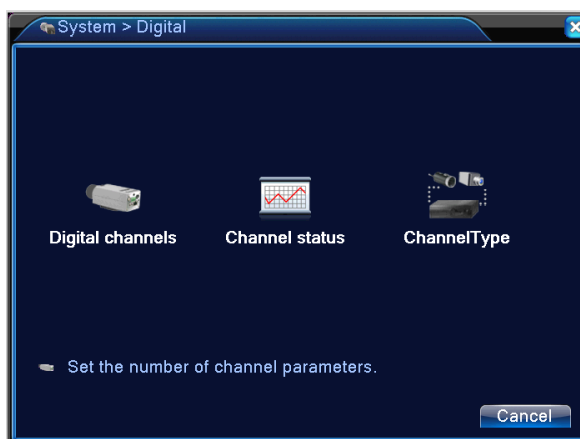 System > Digital
Digital channels
Channel status
ChannelType
Set the number of channel parameters.
Cancel